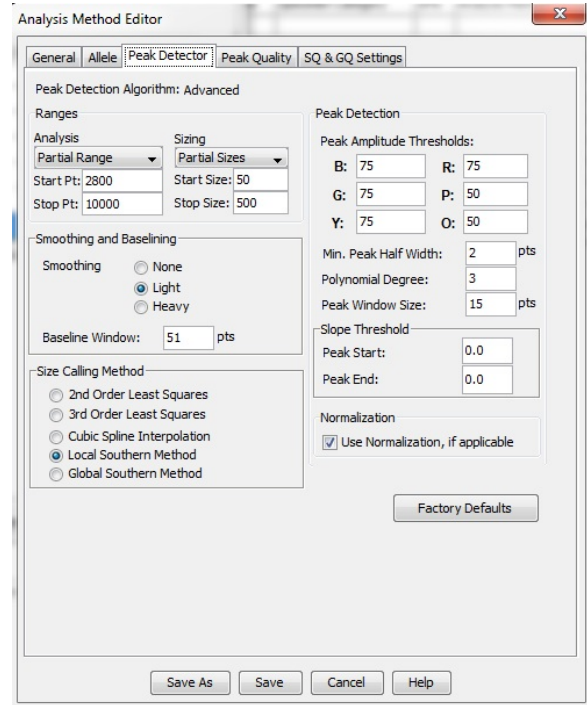 Analysis Method Editor
General Allele Peak Detector Peak Quality SQ & GQ Settings
Peak Detection Algorithm: Advanced
Ranges
Analysis Sizing
Partial Range Partial Sizes
Start Pt: 2800 Start Size: 50
Stop Pt: 10000 Stop Size: 500
Smoothing and Baselining
Smoothing None
Light
Heavy
Baseline Window: 51 pts
Size Calling Method
2nd Order Least Squares
3rd Order Least Squares
Cubic Spline Interpolation
Local Southern Method
Global Southern Method
Peak Detection
Peak Amplitude Thresholds:
B: 75 R: 75
G: 75 P: 50
Y: 75 O: 50
Min. Peak Half Width: 2 pts
Polynomial Degree: 3
Peak Window Size: 15 pts
Slope Threshold
Peak Start: 0.0
Peak End: 0.0
Normalization
Use Normalization, if applicable
Factory Defaults
Save As Save Cancel Help